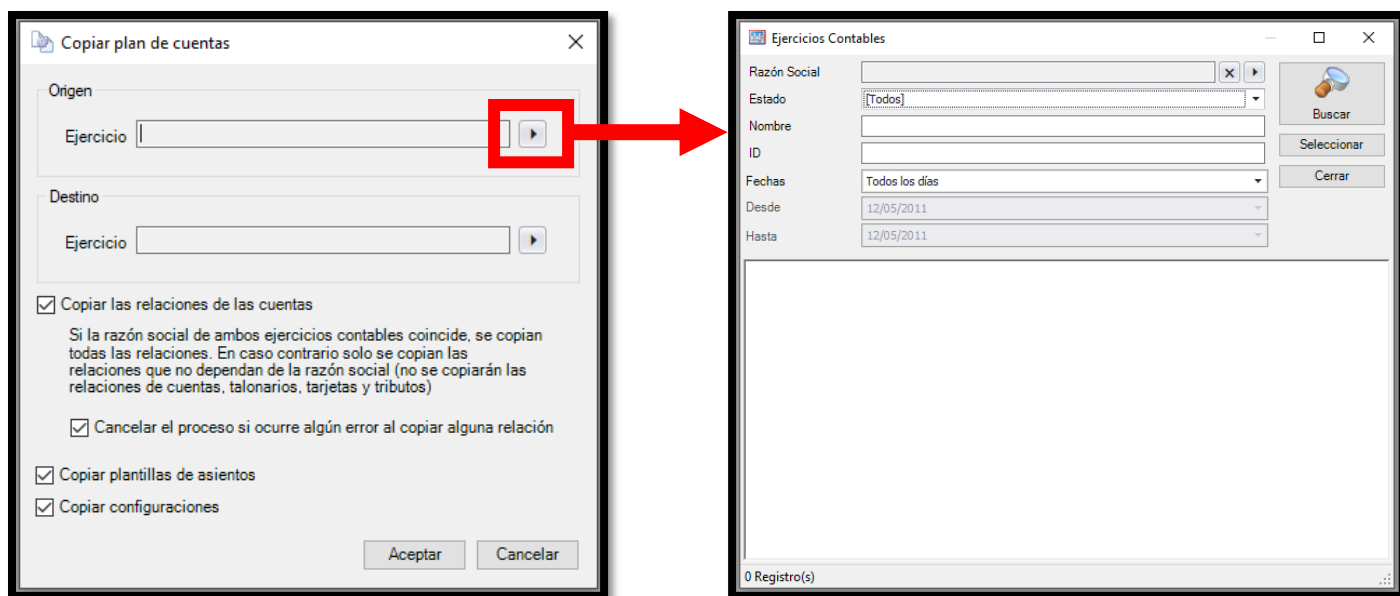 Copiar plan de cuentas
Origen
Ejercicio
Destino
Ejercicio
Copiar las relaciones de las cuentas
Si la razón social de ambos ejercicios contables coincide, se copian
todas las relaciones. En caso contrario solo se copian las
relaciones que no dependan de la razón social (no se copiarán las
relaciones de cuentas, talonarios, tarjetas y tributos)
Cancelar el proceso si ocurre algún error al copiar alguna relación
Copiar plantillas de asientos
Copiar configuraciones
Aceptar Cancelar
Ejercicios Contables
Razón Social
Estado [Todos]
Nombre
ID
Fechas Todos los días
Desde 12/05/2011
Hasta 12/05/2011
Buscar
Seleccionar
Cerrar
0 Registro(s)